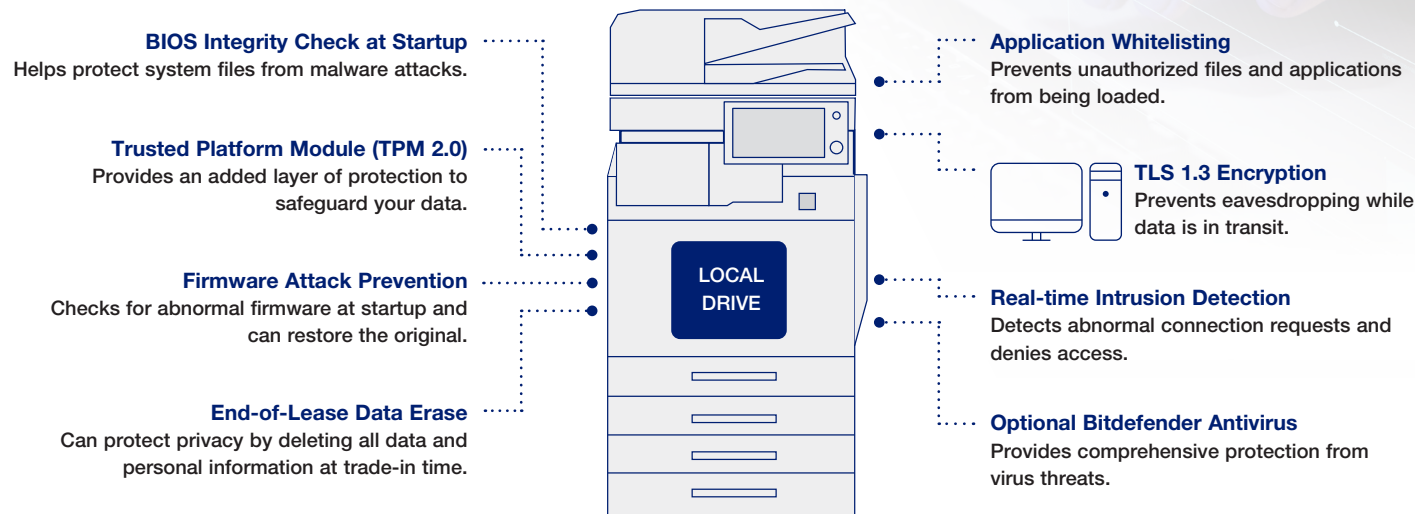 BIOS Integrity Check at Startup
Helps protect system files from malware attacks.
Trusted Platform Module (TPM 2.0)
Provides an added layer of protection to
safeguard your data.
Firmware Attack Prevention
Checks for abnormal firmware at startup and
can restore the original.
End-of-Lease Data Erase
Can protect privacy by deleting all data and
personal information at trade-in time.
LOCAL
DRIVE
Application Whitelisting
Prevents unauthorized files and applications
from being loaded.
TLS 1.3 Encryption
Prevents eavesdropping while
data is in transit.
Real-time Intrusion Detection
Detects abnormal connection requests and
denies access.
Optional Bitdefender Antivirus
Provides comprehensive protection from
virus threats.